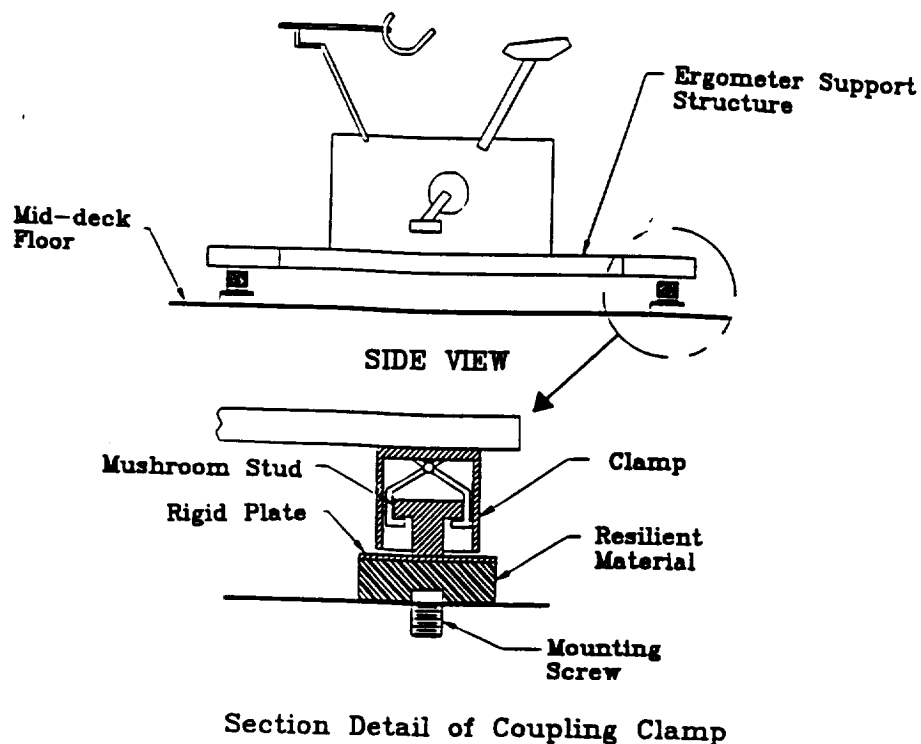 Ergometer Support
Structure
Mid-deck
Floor
SIDE VIEW
Mushroom Stud
Clamp
Rigid Plate
Resilient
Material
Mounting
Screw
Section Detail of Coupling Clamp